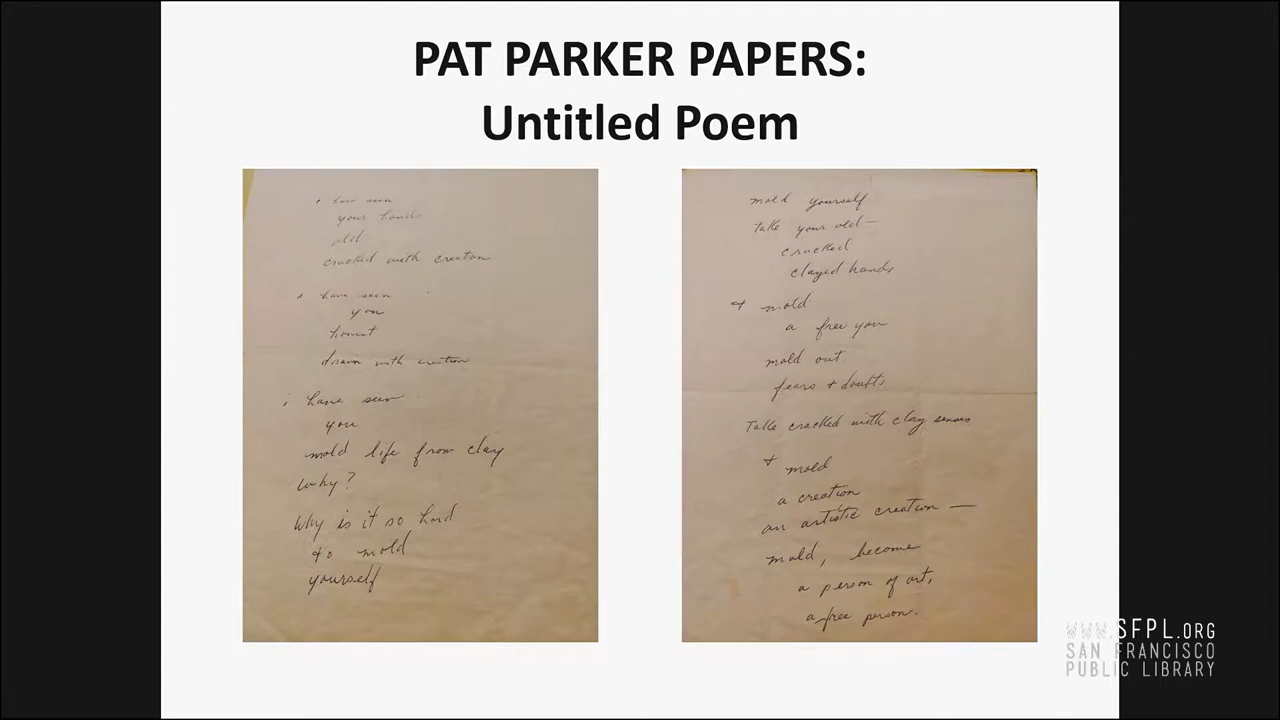 PAT PARKER PAPERS:
Untitled Poem
i have seen
your hands
old
cracked with creation
i have seen
you
honest
drawn with creation
i have seen
you
mold life from clay
Why?
Why is it so hard
to mold
yourself
mold yourself
take your old—
cracked
clayed hands
+ mold
a free you
mold out
fears + doubts
Take cracked with clay senses
+ mold
a creation
an artistic creation —
mold, become
a person of art,
a free person.
WWW.SFPL.ORG
SAN FRANCISCO
PUBLIC LIBRARY